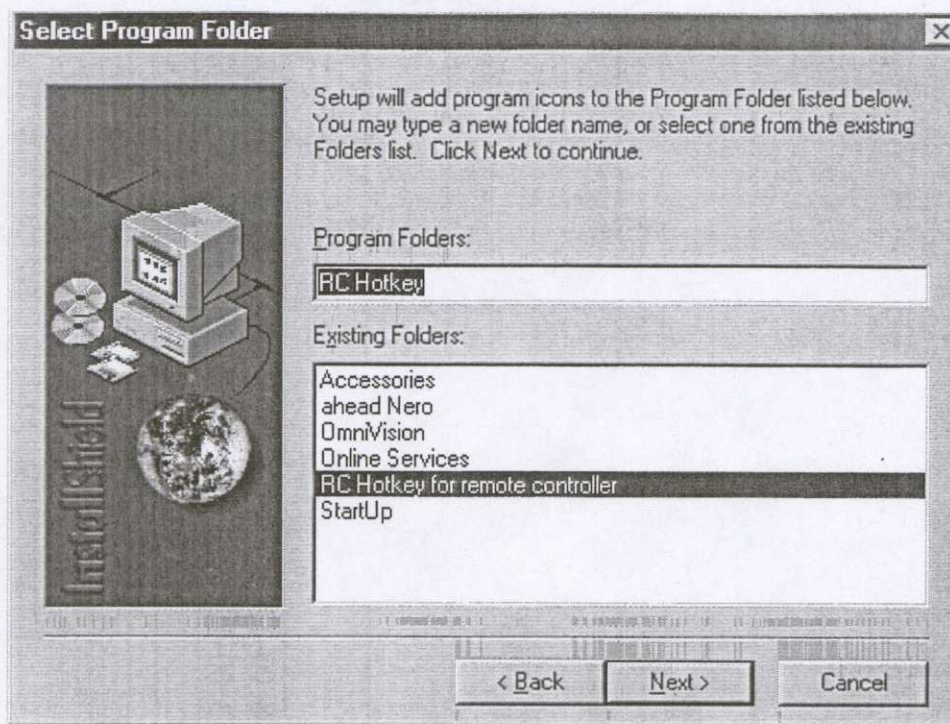 Select Program Folder
Setup will add program icons to the Program Folder listed below.
You may type a new folder name, or select one from the existing
Folders list. Click Next to continue.
Program Folders:
RC Hotkey
Existing Folders:
Accessories
ahead Nero
OmniVision
Online Services
RC Hotkey for remote controller
StartUp
InstallShield
< Back
Next >
Cancel